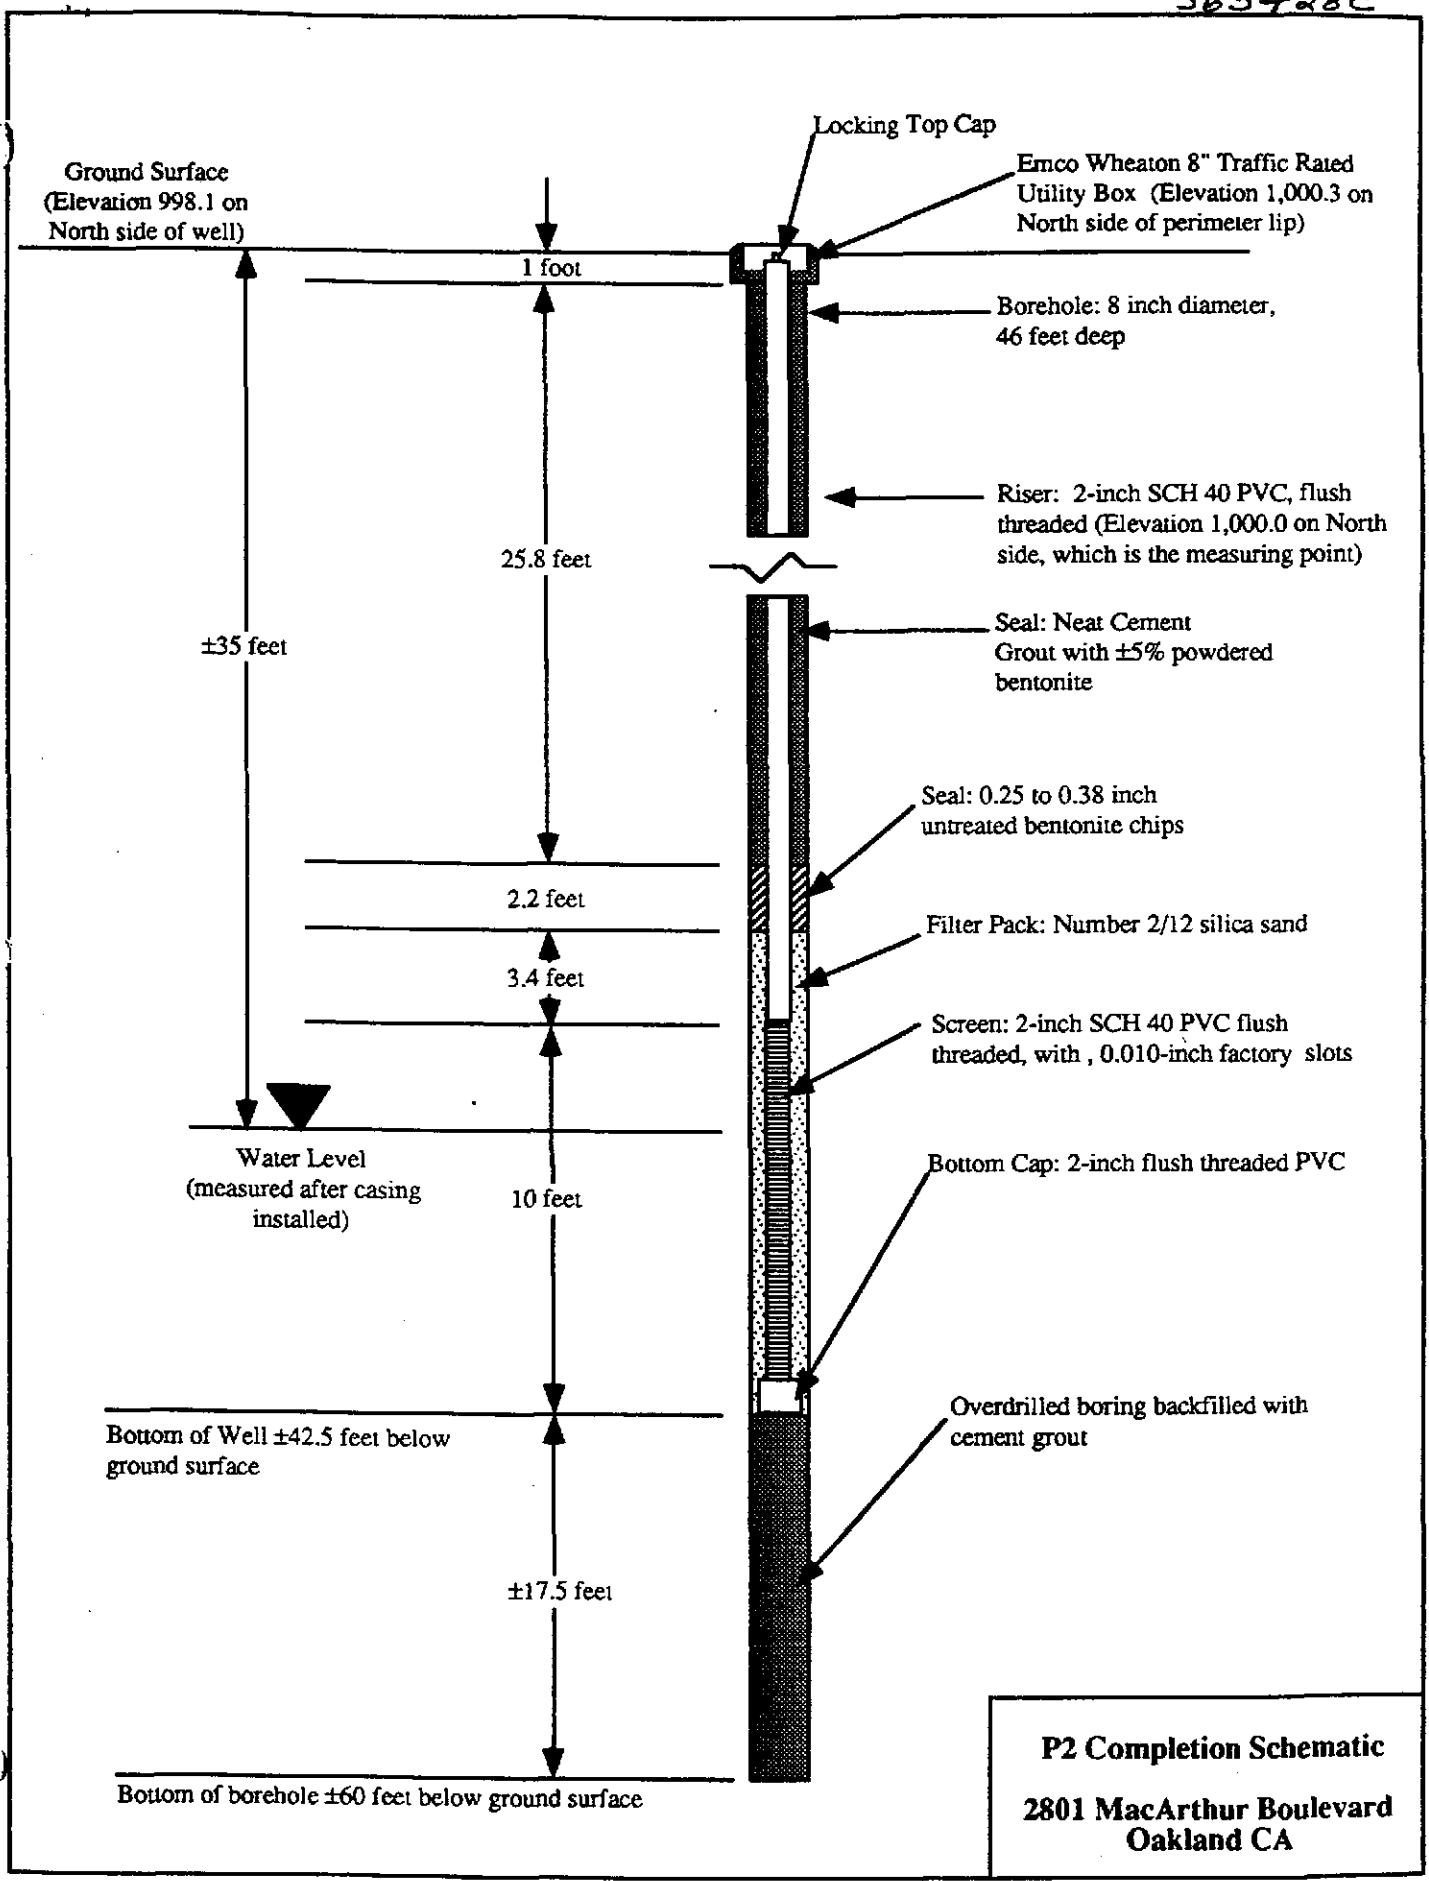 Locking Top Cap
Emco Wheaton 8" Traffic Rated
Utility Box (Elevation 1,000.3 on
North side of perimeter lip)
Ground Surface
(Elevation 998.1 on
North side of well)
1 foot
Borehole: 8 inch diameter,
46 feet deep
Riser: 2-inch SCH 40 PVC, flush
threaded (Elevation 1,000.0 on North
side, which is the measuring point)
25.8 feet
±35 feet
Seal: Neat Cement
Grout with ±5% powdered
bentonite
Seal: 0.25 to 0.38 inch
untreated bentonite chips
2.2 feet
Filter Pack: Number 2/12 silica sand
3.4 feet
Screen: 2-inch SCH 40 PVC flush
threaded, with , 0.010-inch factory slots
Water Level
(measured after casing
installed)
Bottom Cap: 2-inch flush threaded PVC
10 feet
Overdrilled boring backfilled with
cement grout
Bottom of Well ±42.5 feet below
ground surface
±17.5 feet
Bottom of borehole ±60 feet below ground surface
P2 Completion Schematic
2801 MacArthur Boulevard
Oakland CA